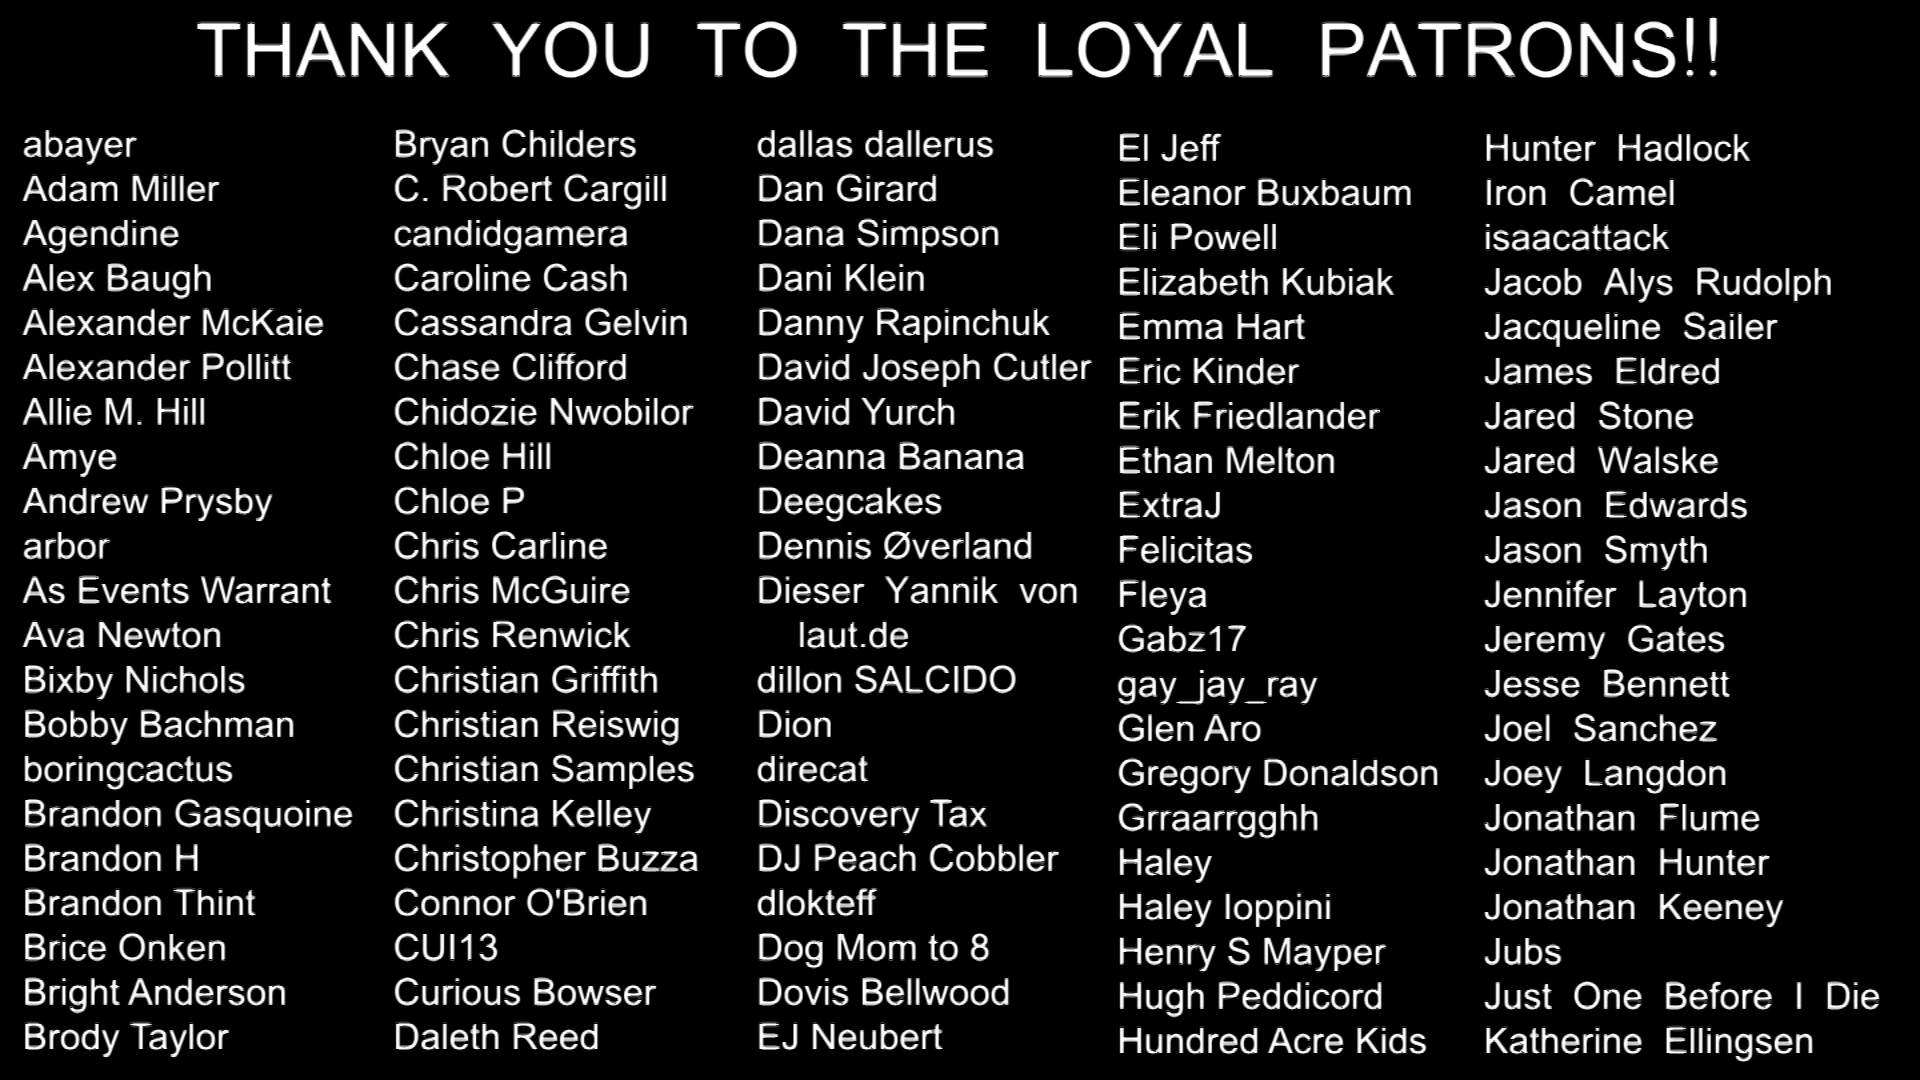 THANK YOU TO THE LOYAL PATRONS!!
abayer
Adam Miller
Agendine
Alex Baugh
Alexander McKaie
Alexander Pollitt
Allie M. Hill
Amye
Andrew Prysby
arbor
As Events Warrant
Ava Newton
Bixby Nichols
Bobby Bachman
boringcactus
Brandon Gasquoine
Brandon H
Brandon Thint
Brice Onken
Bright Anderson
Brody Taylor
Bryan Childers
C. Robert Cargill
candidgamera
Caroline Cash
Cassandra Gelvin
Chase Clifford
Chidozie Nwobilor
Chloe Hill
Chloe P
Chris Carline
Chris McGuire
Chris Renwick
Christian Griffith
Christian Reiswig
Christian Samples
Christina Kelley
Christopher Buzza
Connor O'Brien
CUI13
Curious Bowser
Daleth Reed
dallas dallerus
Dan Girard
Dana Simpson
Dani Klein
Danny Rapinchuk
David Joseph Cutler
David Yurch
Deanna Banana
Deegcakes
Dennis Øverland
Dieser Yannik von
laut.de
dillon SALCIDO
Dion
direcat
Discovery Tax
DJ Peach Cobbler
dlokteff
Dog Mom to 8
Dovis Bellwood
EJ Neubert
El Jeff
Eleanor Buxbaum
Eli Powell
Elizabeth Kubiak
Emma Hart
Eric Kinder
Erik Friedlander
Ethan Melton
ExtraJ
Felicitas
Fleya
Gabz17
gay_jay_ray
Glen Aro
Gregory Donaldson
Grraarrgghh
Haley
Haley Ioppini
Henry S Mayper
Hugh Peddicord
Hundred Acre Kids
Hunter Hadlock
Iron Camel
isaacattack
Jacob Alys Rudolph
Jacqueline Sailer
James Eldred
Jared Stone
Jared Walske
Jason Edwards
Jason Smyth
Jennifer Layton
Jeremy Gates
Jesse Bennett
Joel Sanchez
Joey Langdon
Jonathan Flume
Jonathan Hunter
Jonathan Keeney
Jubs
Just One Before I Die
Katherine Ellingsen